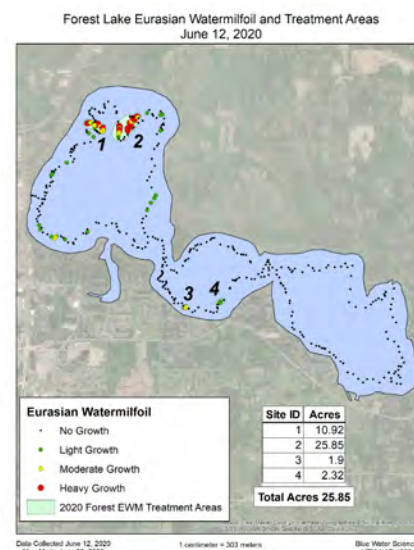 Forest Lake Eurasian Watermilfoil and Treatment Areas
June 12, 2020
1
2
3
4
Eurasian Watermilfoil
No Growth
Light Growth
Moderate Growth
Heavy Growth
2020 Forest EWM Treatment Areas
Site ID Acres
1 10.92
2 25.85
3 1.9
4 2.32
Total Acres 25.85
Data Collected June 12, 2020
1 centimeter = 303 meters
Blue Water Science